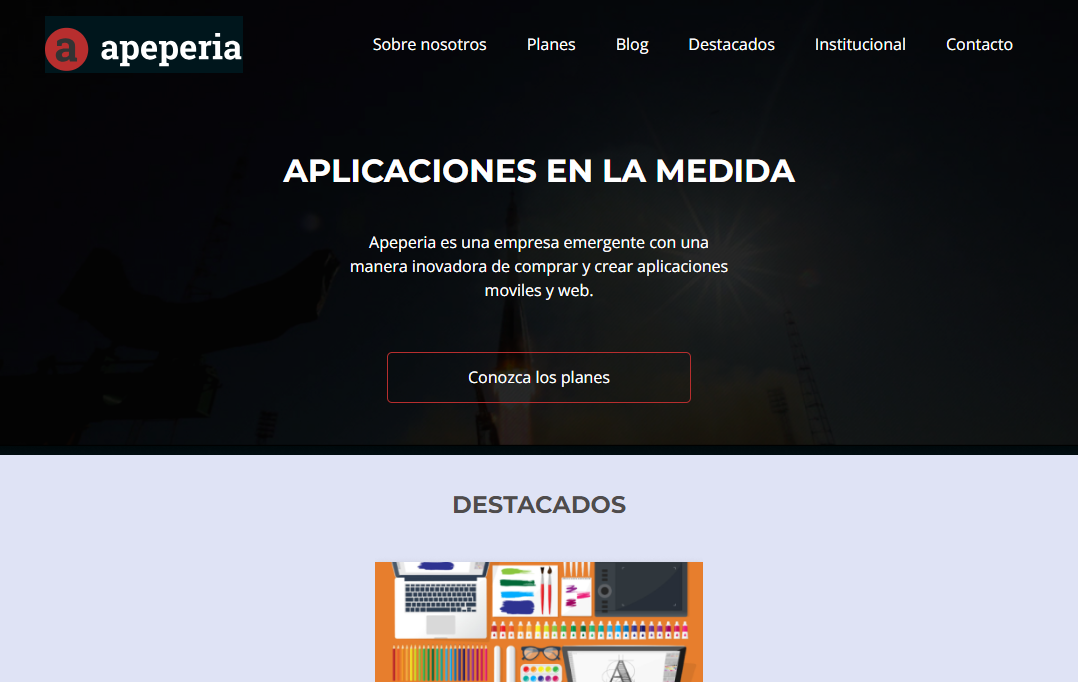 a apeperia
Sobre nosotros Planes Blog Destacados Institucional Contacto
APLICACIONES EN LA MEDIDA
Apeperia es una empresa emergente con una
manera inovadora de comprar y crear aplicaciones
moviles y web.
Conozca los planes
DESTACADOS
A